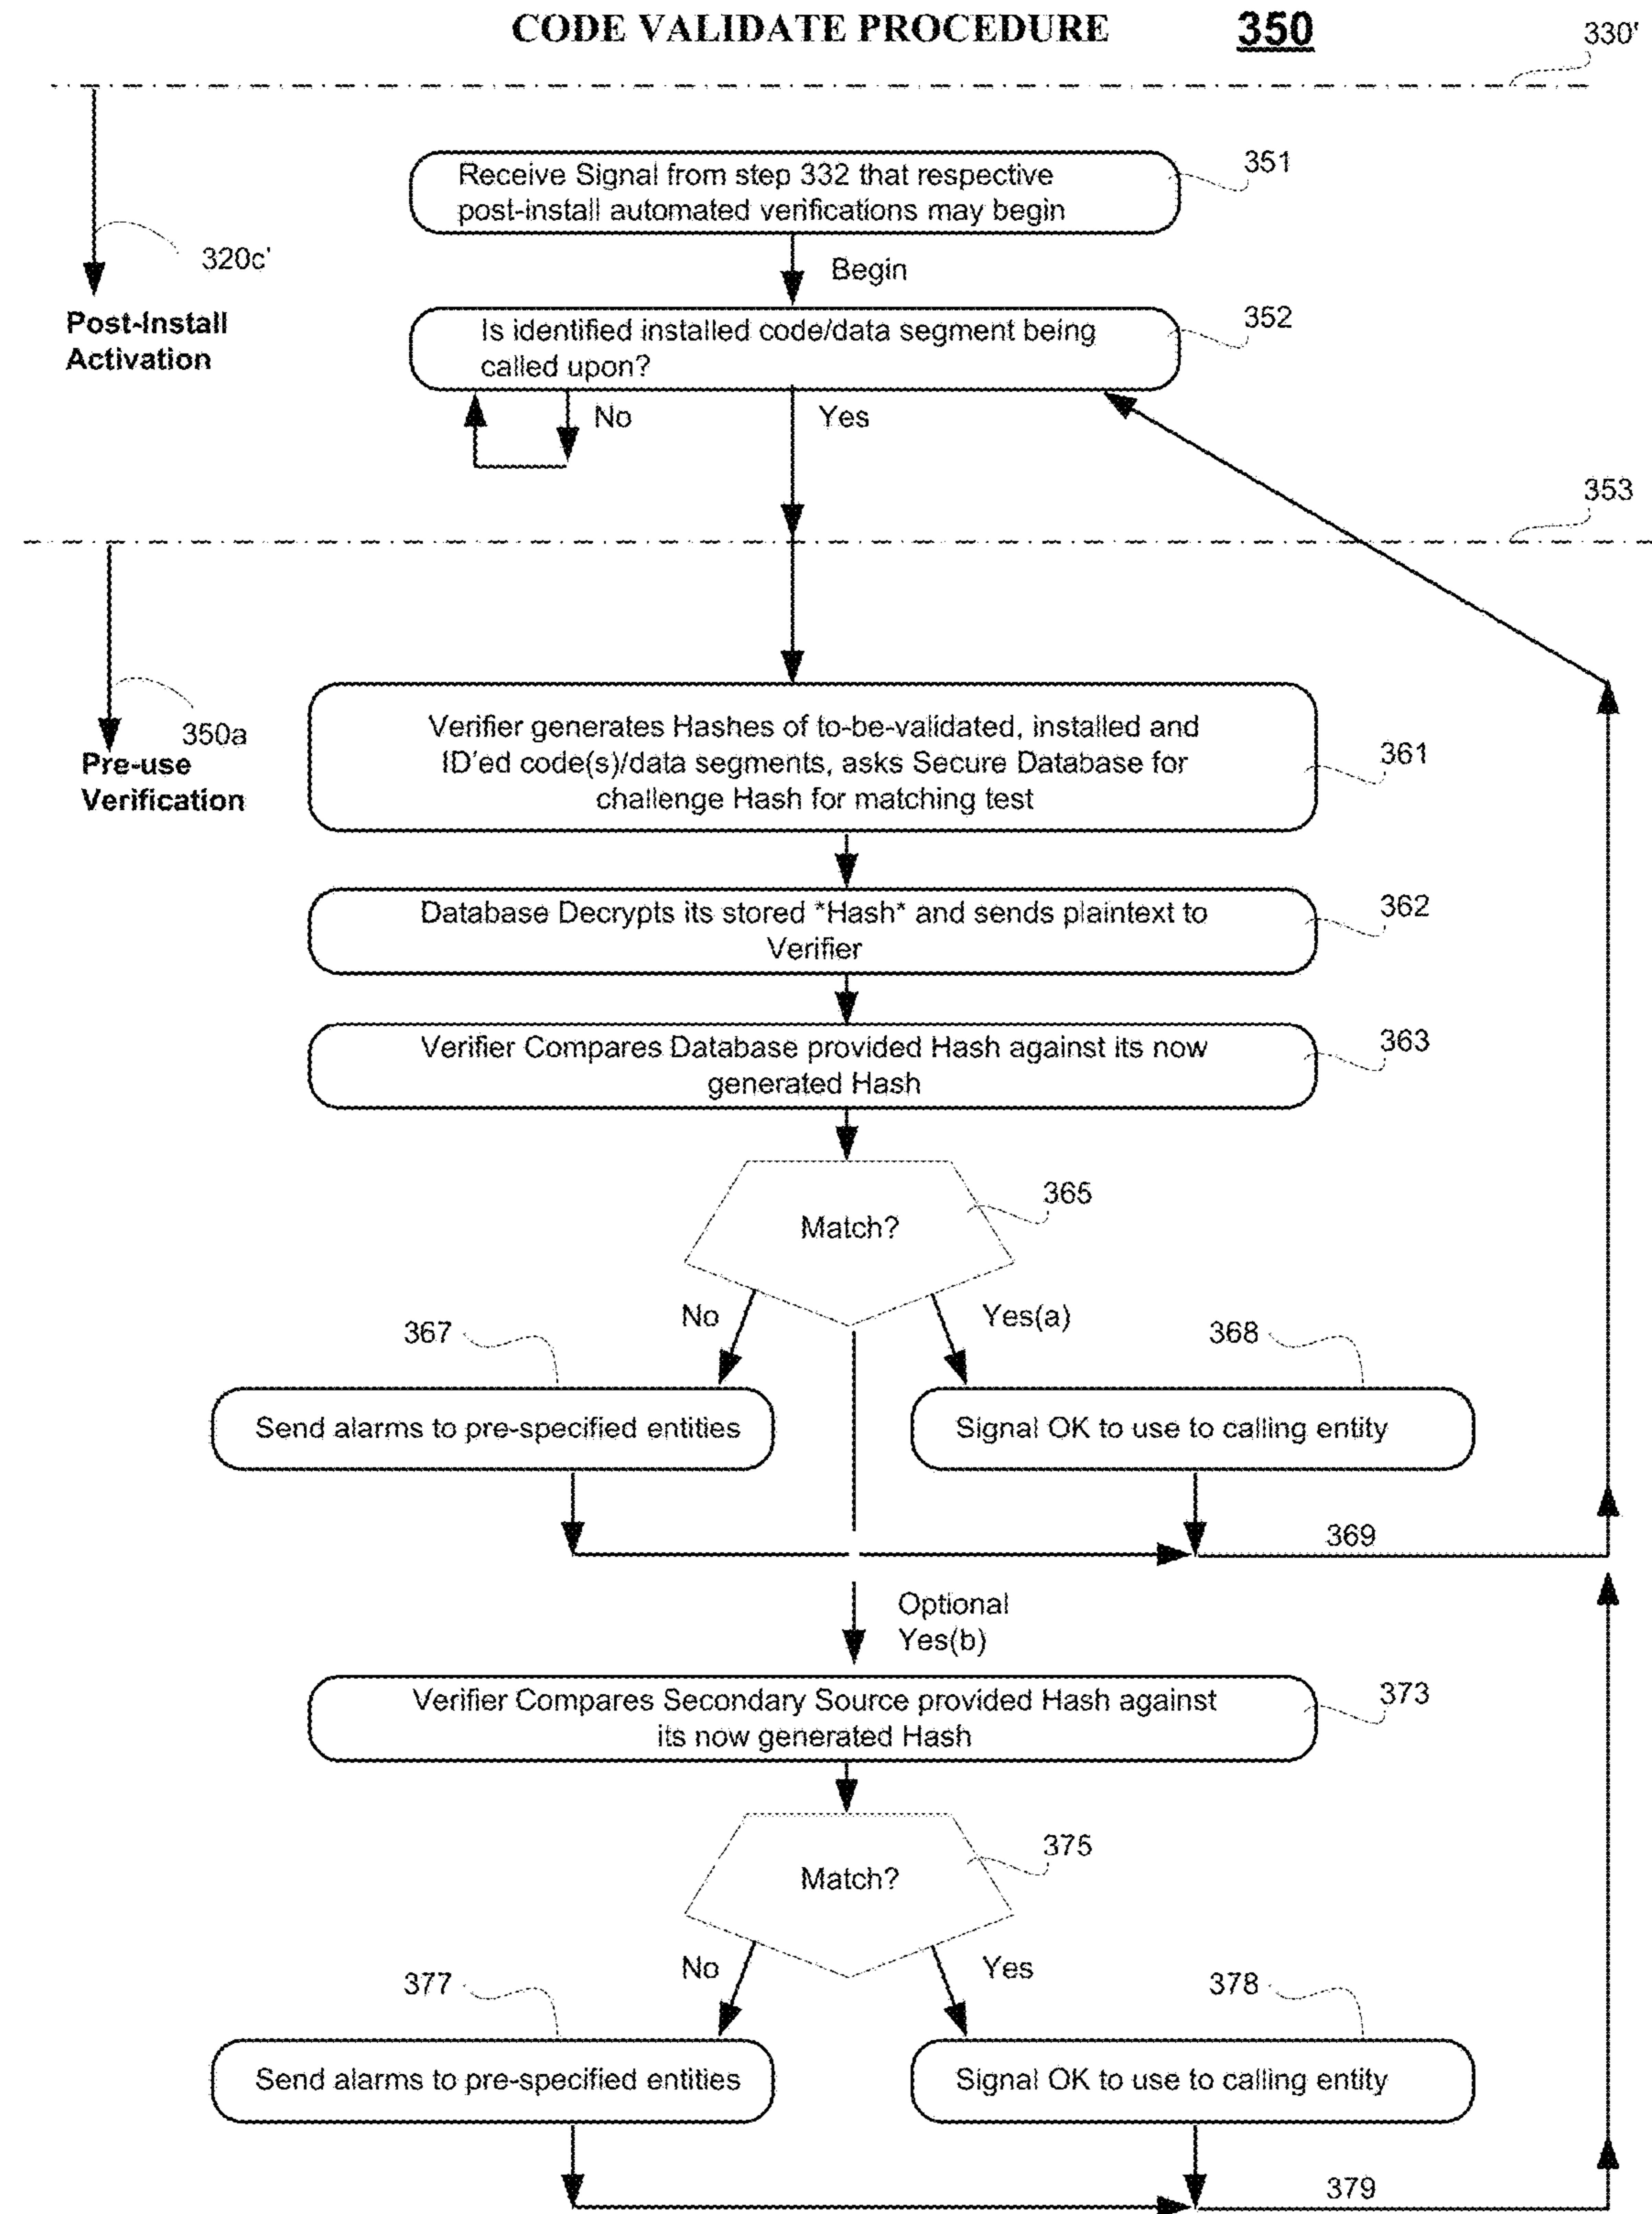 CODE VALIDATE PROCEDURE 350
330'
Receive Signal from step 332 that respective
post-install automated verifications may begin
351
320c'
Begin
Post-Install
Activation
Is identified installed code/data segment being
called upon?
352
No
Yes
353
350a
Pre-use
Verification
Verifier generates Hashes of to-be-validated, installed and
ID'ed code(s)/data segments, asks Secure Database for
challenge Hash for matching test
361
Database Decrypts its stored *Hash* and sends plaintext to
Verifier
362
Verifier Compares Database provided Hash against its now
generated Hash
363
Match?
365
No
Yes(a)
367
368
Send alarms to pre-specified entities
Signal OK to use to calling entity
369
Optional
Yes(b)
Verifier Compares Secondary Source provided Hash against
its now generated Hash
373
Match?
375
No
Yes
377
378
Send alarms to pre-specified entities
Signal OK to use to calling entity
379